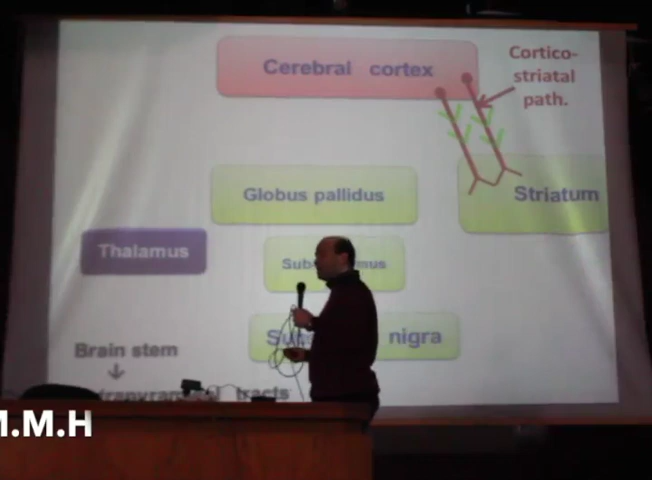 Cerebral cortex
Cortico-
striatal
path.
Globus pallidus
Striatum
Thalamus
nigra
Brain stem
↓
tracts
M.M.H